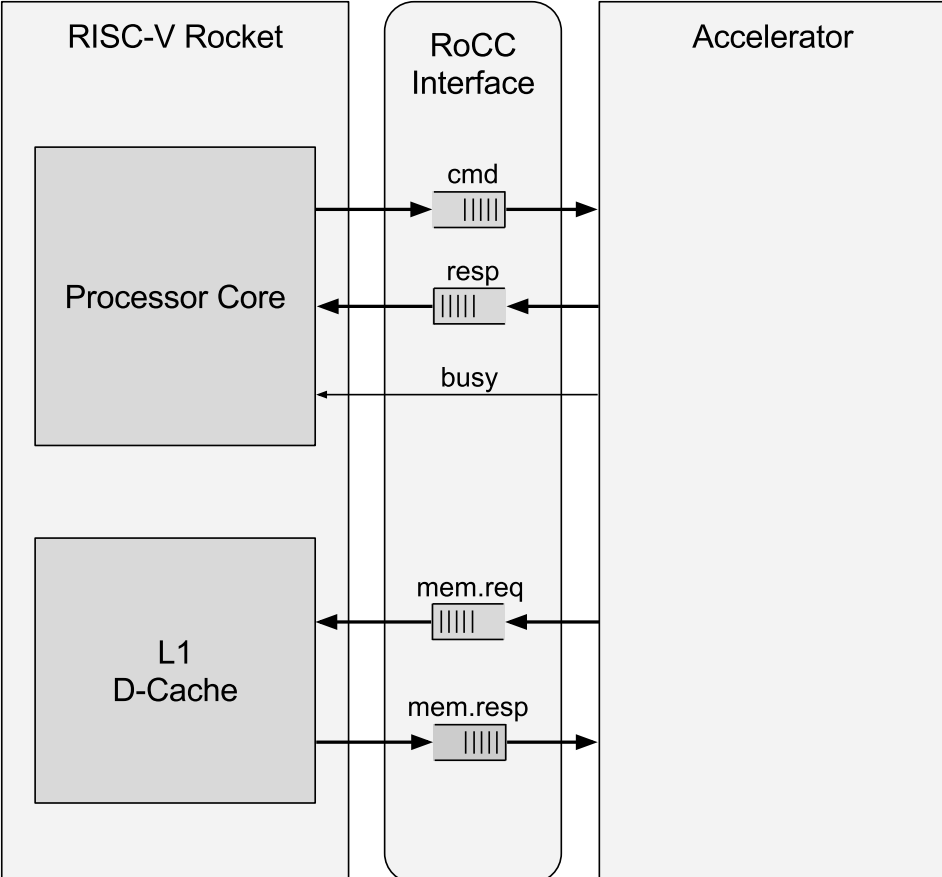 RISC-V Rocket
RoCC
Interface
Accelerator
cmd
Processor Core
resp
busy
mem.req
L1
D-Cache
mem.resp